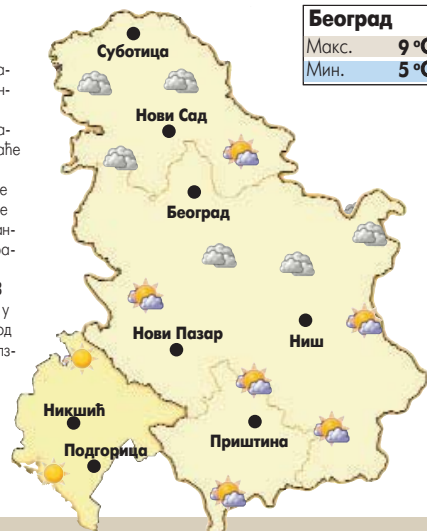 Београд
Макс. 9 °C
Мин. 5 °C
Суботица
Нови Сад
Београд
Нови Пазар
Ниш
Никшић
Подгорица
Приштина